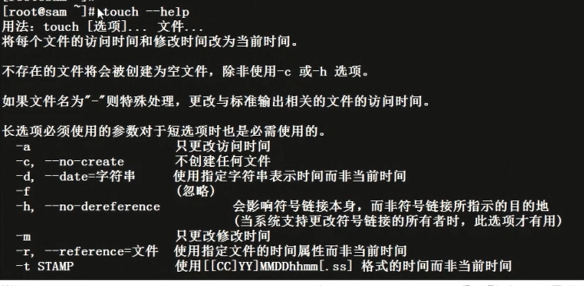 [root@sam ~]# touch --help
用法：touch [选项]... 文件...
将每个文件的访问时间和修改时间改为当前时间。
不存在的文件将会被创建为空文件，除非使用-c 或-h 选项。
如果文件名为"-"则特殊处理，更改与标准输出相关的文件的访问时间。
长选项必须使用的参数对于短选项时也是必需使用的。
-a 只更改访问时间
-c, --no-create 不创建任何文件
-d, --date=字符串 使用指定字符串表示时间而非当前时间
-f (忽略)
-h, --no-dereference 会影响符号链接本身，而非符号链接所指示的目的地
(当系统支持更改符号链接的所有者时，此选项才有用)
-m 只更改修改时间
-r, --reference=文件 使用指定文件的时间属性而非当前时间
-t STAMP 使用[[CC]YY]MMDDhhmm[.ss] 格式的时间而非当前时间